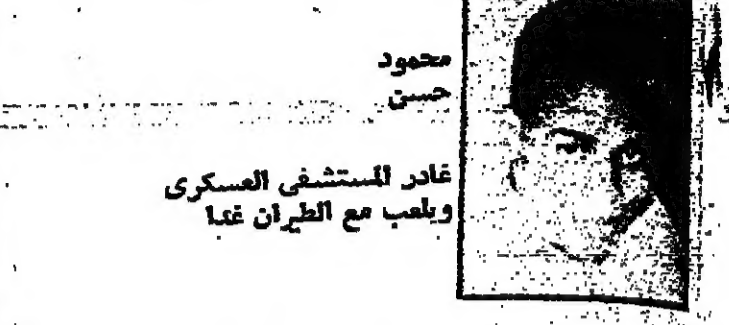 محمود
حسن
غادر المستشفى العسكرى
ويلعب مع الطيران غدا